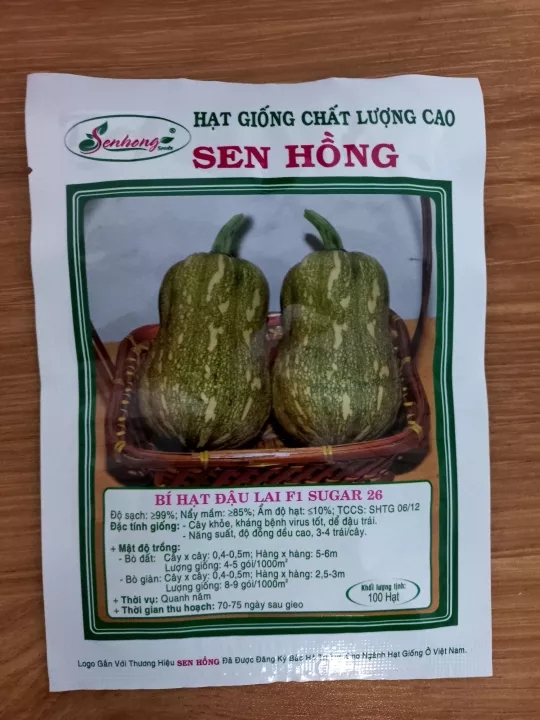 Senhong
Seeds
HẠT GIỐNG CHẤT LƯỢNG CAO
SEN HỒNG
BÍ HẠT ĐẬU LAI F1 SUGAR 26
Độ sạch: ≥99%; Nẩy mầm: ≥85%; Ẩm độ hạt: ≤10%; TCCS: SHTG 06/12
Đặc tính giống: - Cây khỏe, kháng bệnh virus tốt, dể đậu trái.
- Năng suất, độ đồng đều cao, 3-4 trái/cây.
+ Mật độ trồng:
- Bò đất: Cây x cây: 0,4-0,5m; Hàng x hàng: 5-6m
Lượng giống: 4-5 gói/1000m²
- Bò giàn: Cây x cây: 0,4-0,5m; Hàng x hàng: 2,5-3m
Lượng giống: 8-9 gói/1000m²
+ Thời vụ: Quanh năm
+ Thời gian thu hoạch: 70-75 ngày sau gieo
Khối lượng tịnh:
100 Hạt
Logo Gắn Với Thương Hiệu SEN HỒNG Đã Được Đăng Ký Bảo Hộ Ngành Hạt Giống Ở Việt Nam.